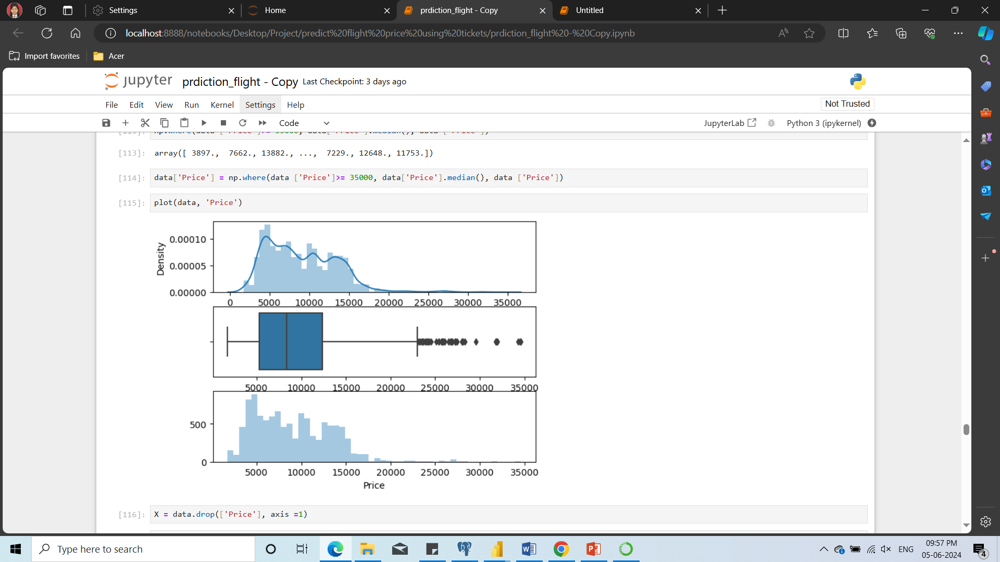 Settings
Home
prdiction_flight - Copy
Untitled
localhost:8888/notebooks/Desktop/Project/predict%20flight%20price%20using%20tickets/prdiction_flight%20-%20Copy.ipynb
Import favorites
Acer
jupyter prdiction_flight - Copy Last Checkpoint: 3 days ago
File Edit View Run Kernel Settings Help
Not Trusted
Code
JupyterLab
Python 3 (ipykernel)
[113]: array([ 3897., 7662., 13882., ..., 7229., 12648., 11753.])
[114]: data['Price'] = np.where(data ['Price']>= 35000, data['Price'].median(), data ['Price'])
[115]: plot(data, 'Price')
Density
0.00010
0.00005
0.00000
0 5000 10000 15000 20000 25000 30000 35000
5000 10000 15000 20000 25000 30000 35000
500
0
5000 10000 15000 20000 25000 30000 35000
Price
[116]: X = data.drop(['Price'], axis =1)
Type here to search
ENG
09:57 PM
05-06-2024
4